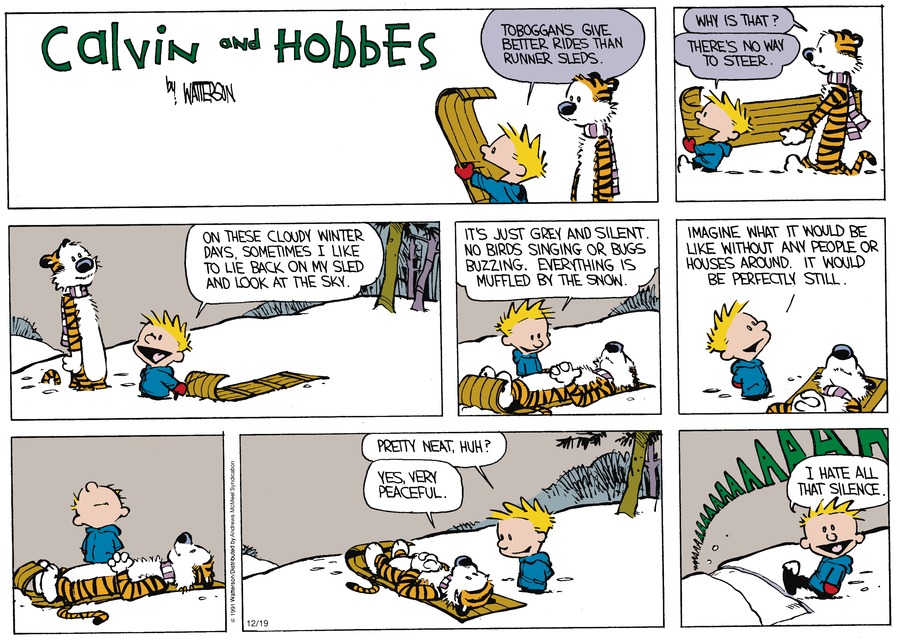 Calvin and Hobbes
by WATTERSON
TOBOGGANS GIVE
BETTER RIDES THAN
RUNNER SLEDS.
WHY IS THAT?
THERE'S NO WAY
TO STEER.
ON THESE CLOUDY WINTER
DAYS, SOMETIMES I LIKE
TO LIE BACK ON MY SLED
AND LOOK AT THE SKY.
IT'S JUST GREY AND SILENT.
NO BIRDS SINGING OR BUGS
BUZZING. EVERYTHING IS
MUFFLED BY THE SNOW.
IMAGINE WHAT IT WOULD BE
LIKE WITHOUT ANY PEOPLE OR
HOUSES AROUND. IT WOULD
BE PERFECTLY STILL.
© 1991 Watterson Distributed by Andrews McMeel Syndication
12/19
PRETTY NEAT, HUH?
YES, VERY
PEACEFUL.
AAAAAAAAA
I HATE ALL
THAT SILENCE.